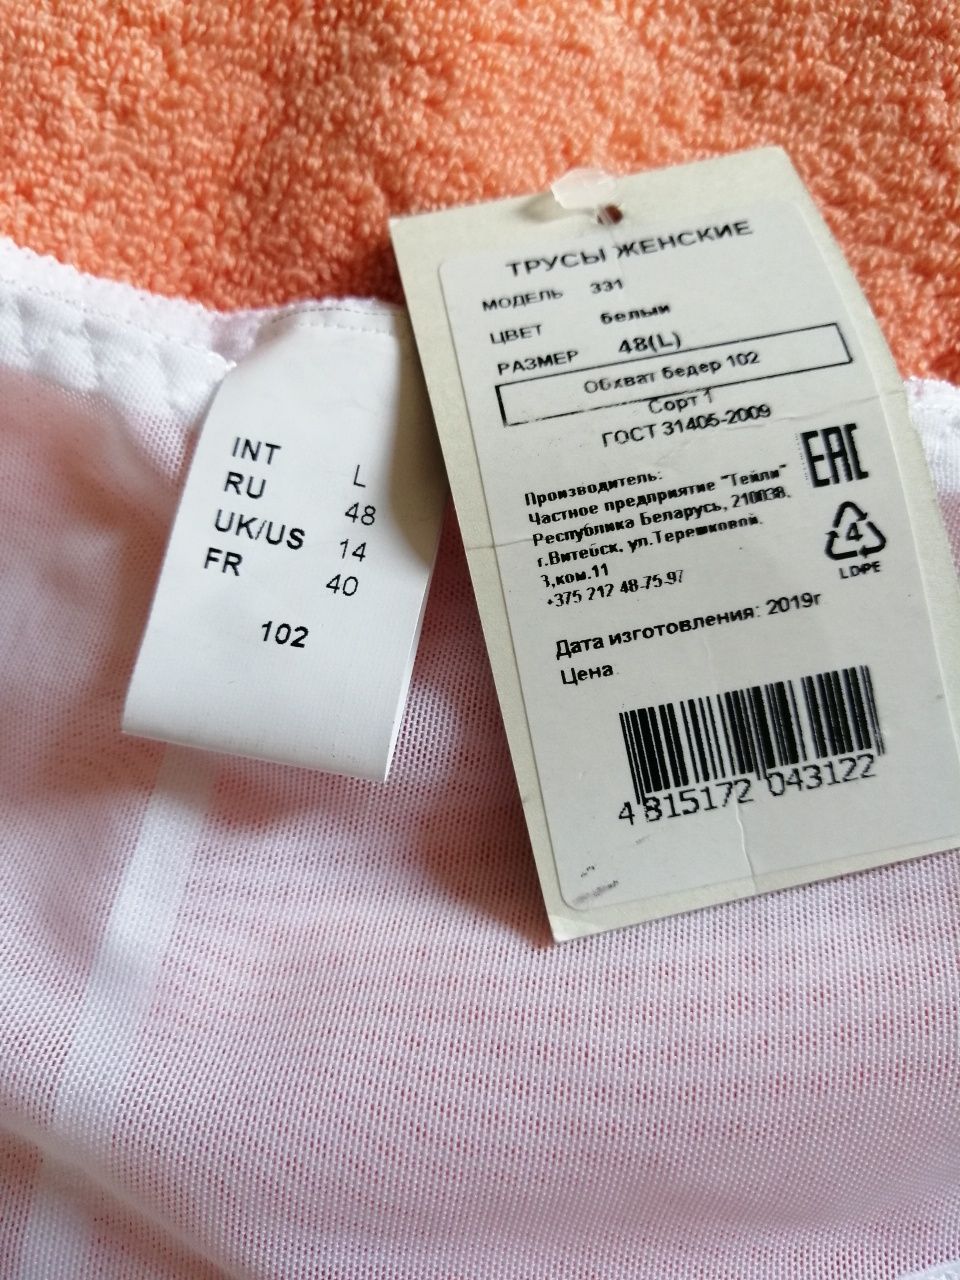 INT L
RU 48
UK/US 14
FR 40
102
ТРУСЫ ЖЕНСКИЕ
МОДЕЛЬ 331
ЦВЕТ белый
РАЗМЕР 48(L)
Обхват бедер 102
Сорт 1
ГОСТ 31405-2009
EAC
Производитель:
Частное предприятие "Тейли"
Республика Беларусь, 210038,
г.Витебск, ул.Терешковой,
3,ком.11
+375 212 48-75-97
4
LDPE
Дата изготовления: 2019г
Цена
4 815172 043122